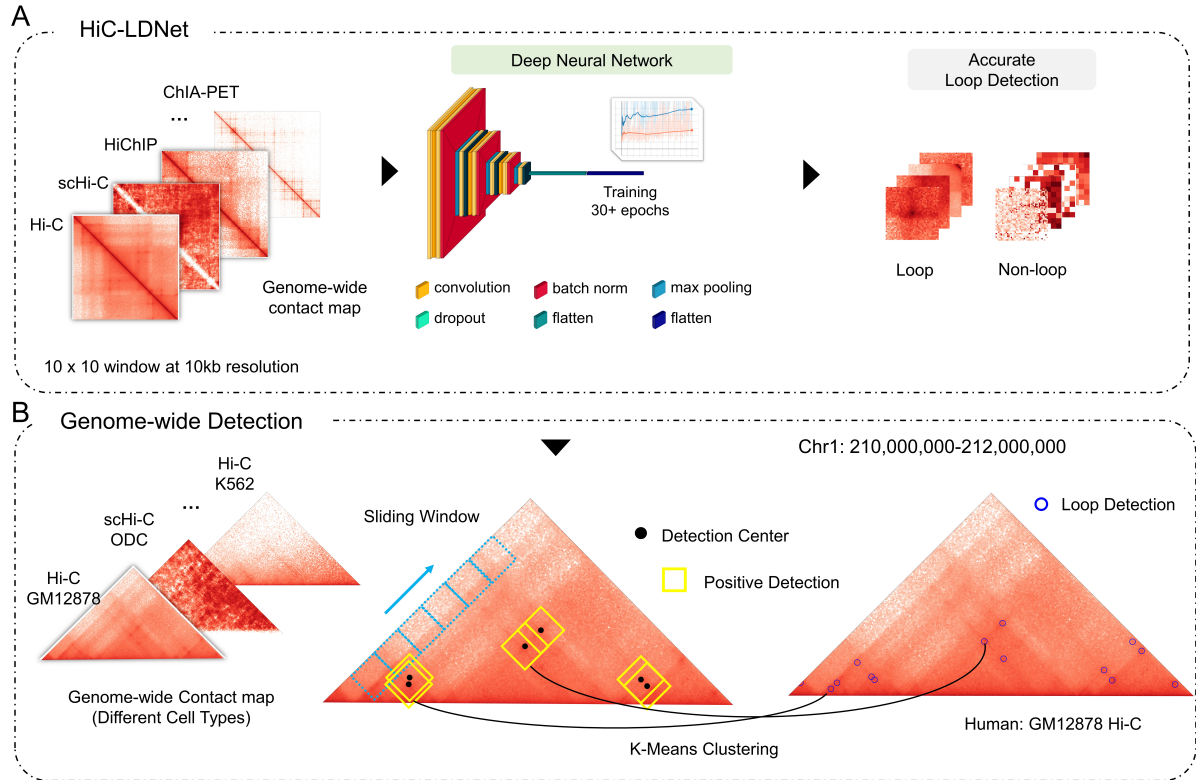 A
HiC-LDNet
Deep Neural Network
Accurate
Loop Detection
ChIA-PET
...
HiChIP
scHi-C
Hi-C
Genome-wide
contact map
Training
30+ epochs
Loop
Non-loop
convolution
batch norm
max pooling
dropout
flatten
flatten
10 x 10 window at 10kb resolution
B
Genome-wide Detection
Chr1: 210,000,000-212,000,000
Hi-C
K562
...
scHi-C
ODC
Hi-C
GM12878
Sliding Window
Detection Center
Positive Detection
Loop Detection
Genome-wide Contact map
(Different Cell Types)
K-Means Clustering
Human: GM12878 Hi-C